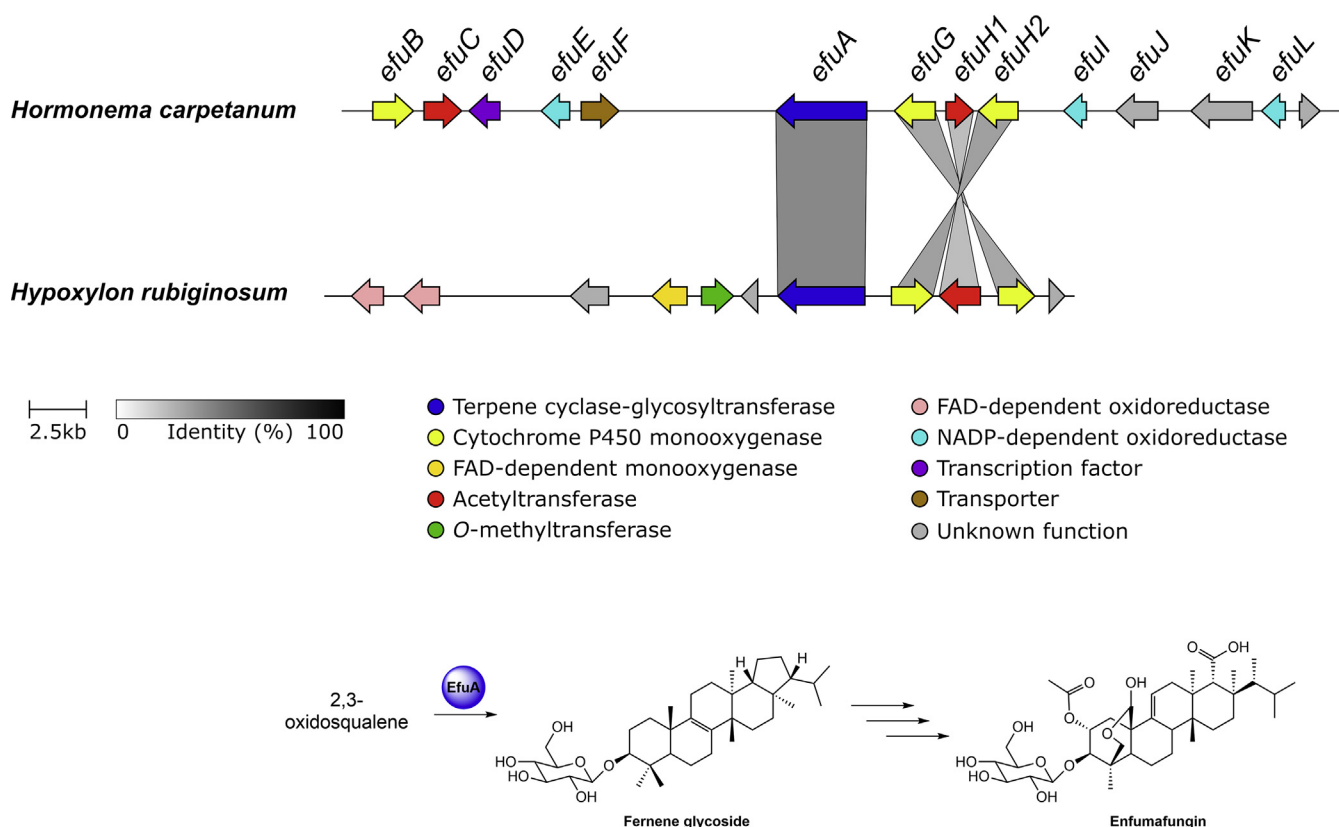 efuB efuC efuD efuE efuF efuA efuG efuH1 efuH2 efuI efuJ efuK efuL
Hormonema carpetanum
Hypoxylon rubiginosum
2.5kb
0 Identity (%) 100
Terpene cyclase-glycosyltransferase
Cytochrome P450 monooxygenase
FAD-dependent monooxygenase
Acetyltransferase
O-methyltransferase
FAD-dependent oxidoreductase
NADP-dependent oxidoreductase
Transcription factor
Transporter
Unknown function
2,3-
oxidosqualene
EfuA
H H
OH
HO O
HO O
OH
Fernene glycoside
O OH
O OH
O O
OH
HO O
HO O
OH
Enfumafungin